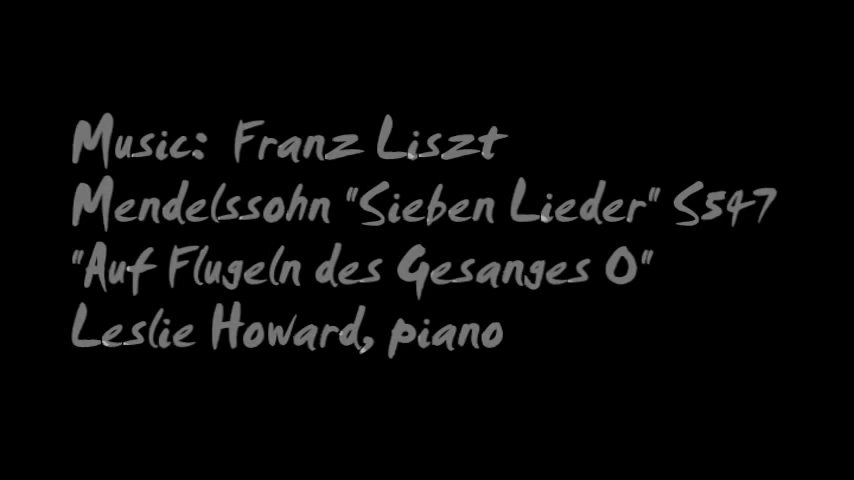 Music: Franz Liszt
Mendelssohn "Sieben Lieder" S547
"Auf Flugeln des Gesanges O"
Leslie Howard, piano